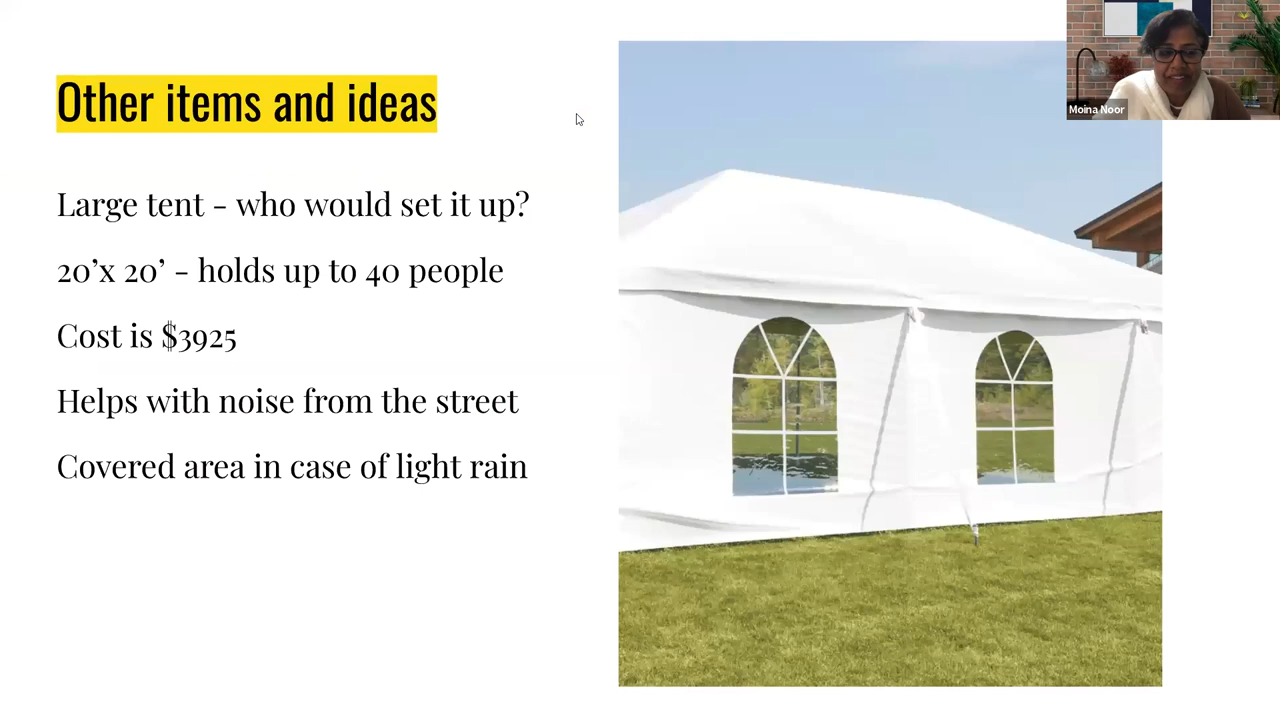 Other items and ideas
Large tent - who would set it up?
20’x 20’ - holds up to 40 people
Cost is $3925
Helps with noise from the street
Covered area in case of light rain
Moina Noor